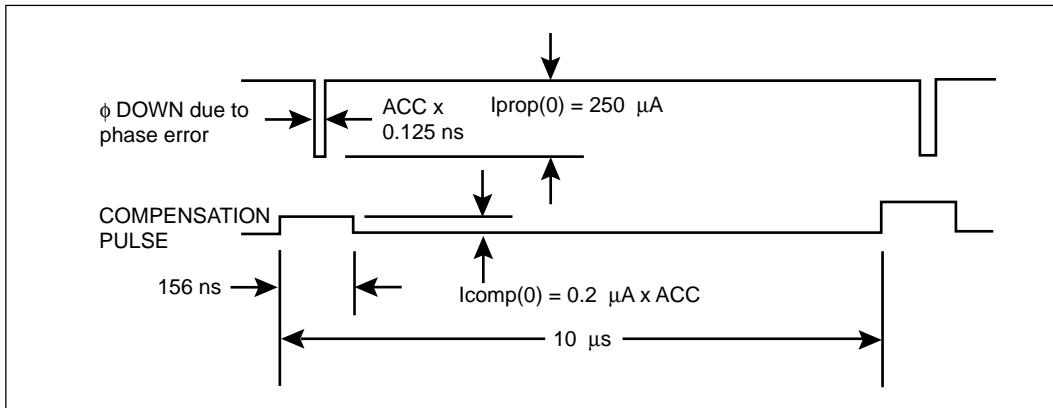 ϕ DOWN due to
phase error
ACC x
0.125 ns
Iprop(0) = 250 μA
COMPENSATION
PULSE
156 ns
Icomp(0) = 0.2 μA x ACC
10 μs